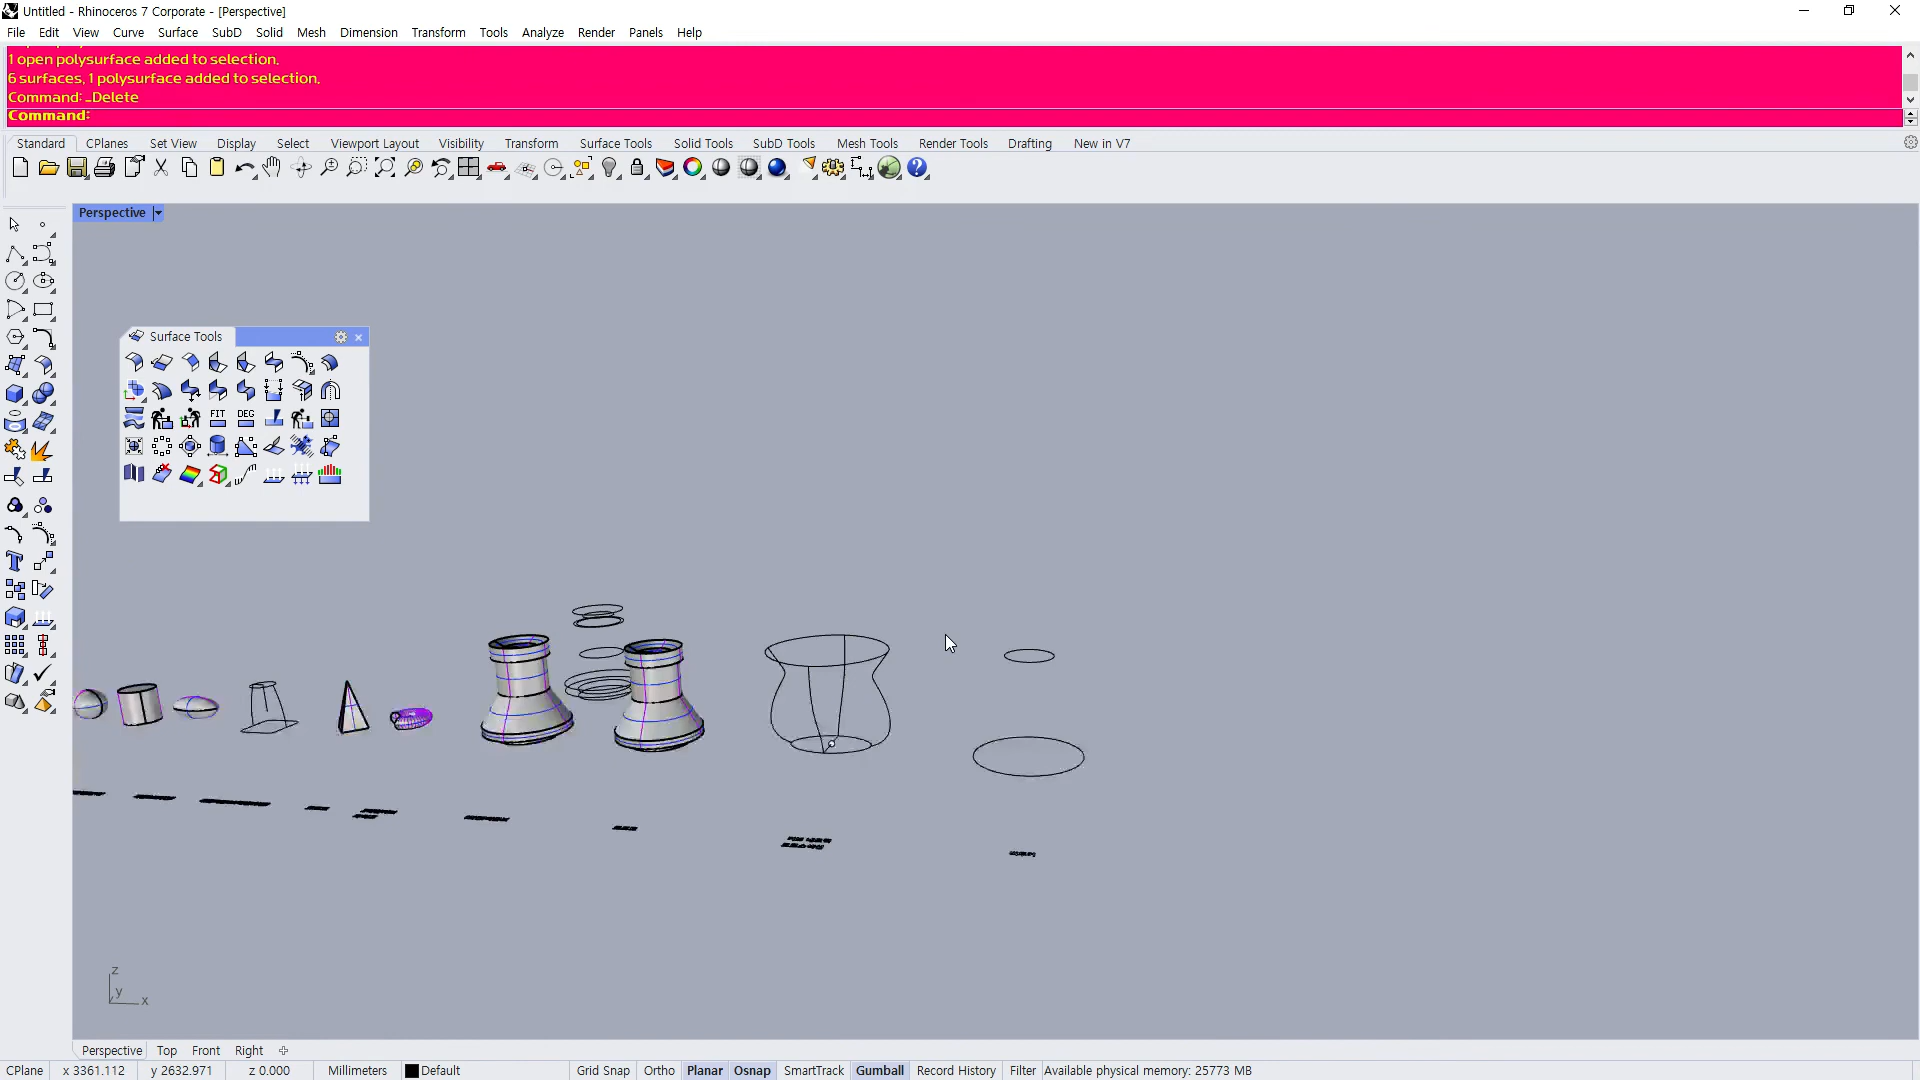 Untitled - Rhinoceros 7 Corporate - [Perspective]
File Edit View Curve Surface SubD Solid Mesh Dimension Transform Tools Analyze Render Panels Help
1 open polysurface added to selection.
6 surfaces, 1 polysurface added to selection.
Command: _Delete
Command:
Standard CPlanes Set View Display Select Viewport Layout Visibility Transform Surface Tools Solid Tools SubD Tools Mesh Tools Render Tools Drafting New in V7
Perspective
Surface Tools
FIT DEG
z
y
x
Perspective Top Front Right
CPlane x 3361.112 y 2632.971 z 0.000 Millimeters Default Grid Snap Ortho Planar Osnap SmartTrack Gumball Record History Filter Available physical memory: 25773 MB